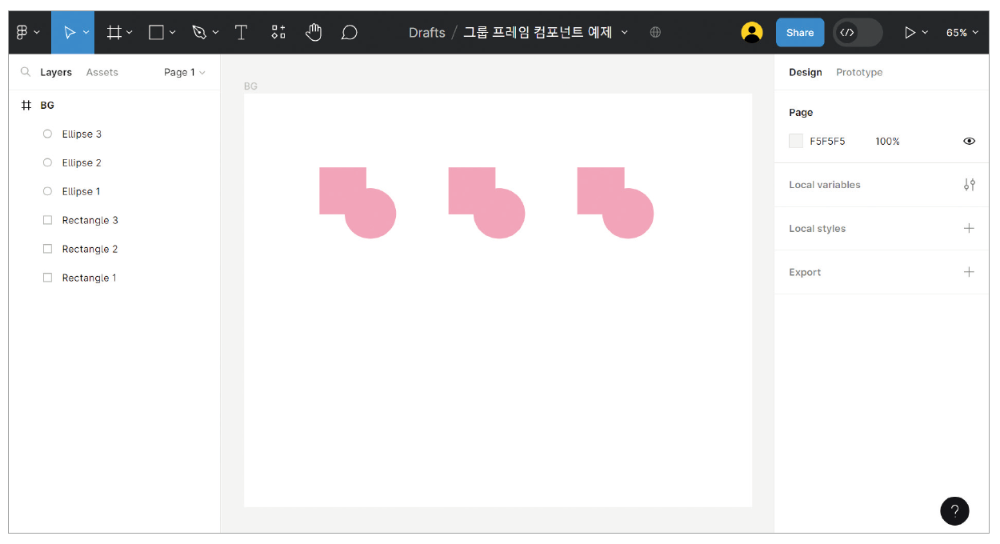 Drafts / 그룹 프레임 컴포넌트 예제
Share
65%
Layers Assets Page 1
BG
Ellipse 3
Ellipse 2
Ellipse 1
Rectangle 3
Rectangle 2
Rectangle 1
BG
Design Prototype
Page
F5F5F5 100%
Local variables
Local styles
Export
?